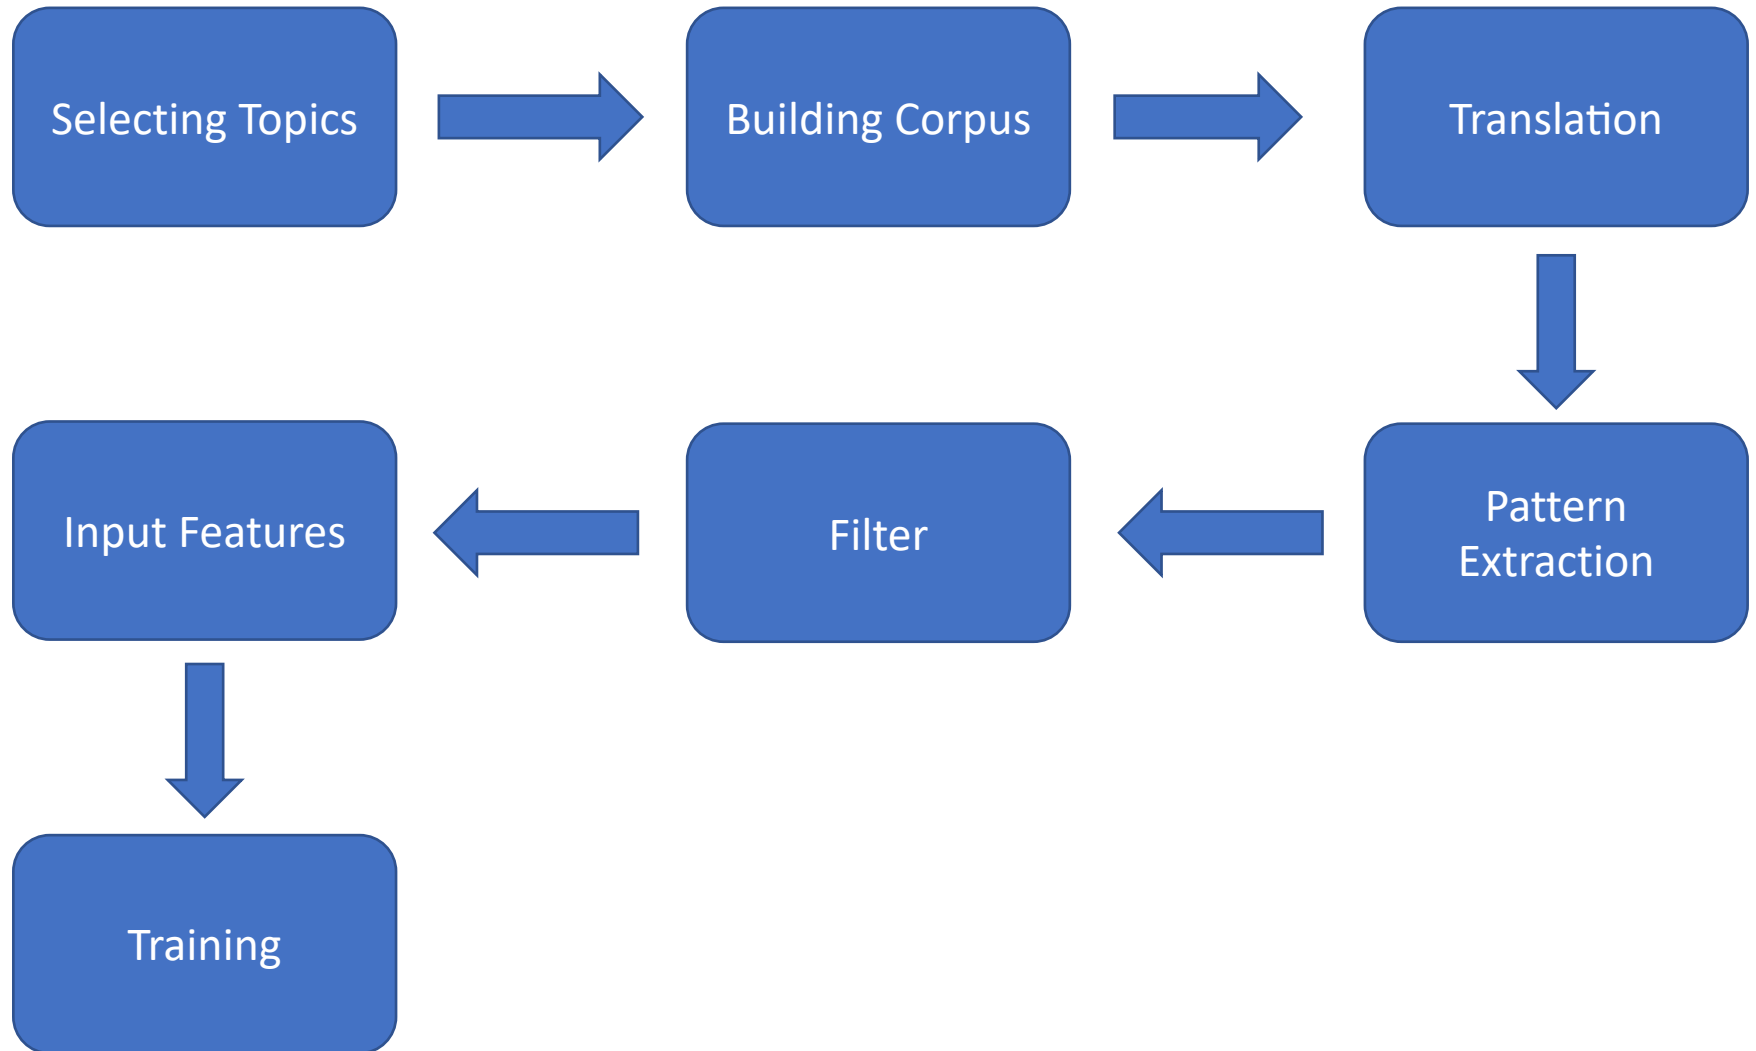 Selecting Topics
Building Corpus
Translation
Pattern
Extraction
Filter
Input Features
Training